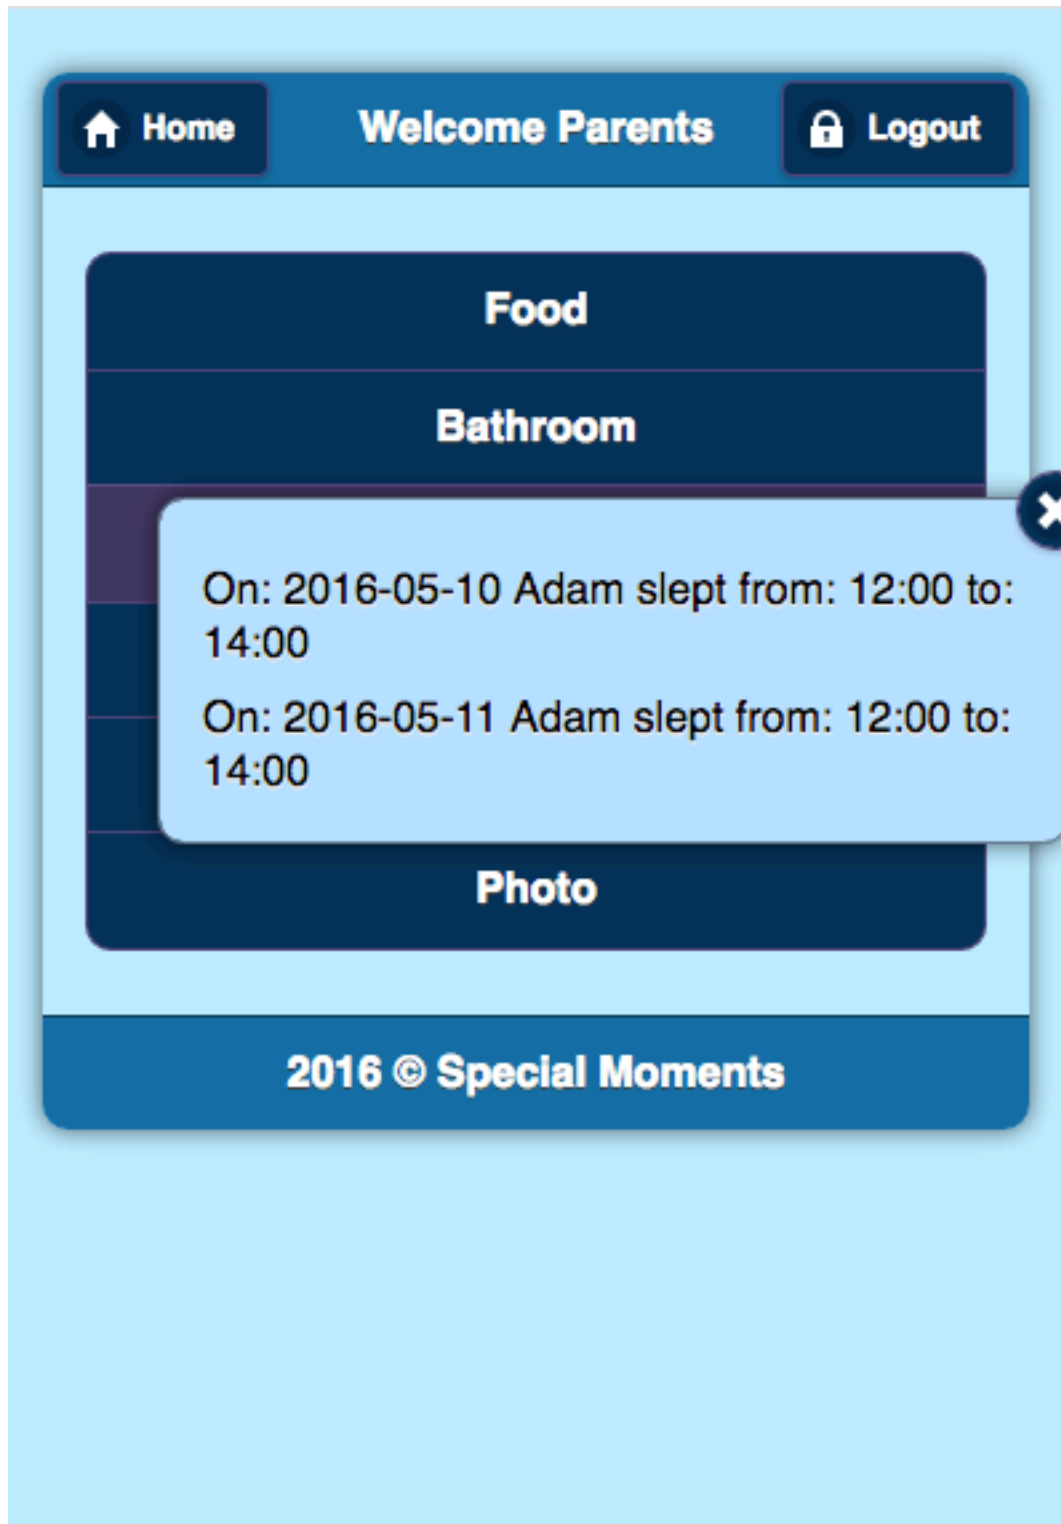 Home
Welcome Parents
Logout
Food
Bathroom
On: 2016-05-10 Adam slept from: 12:00 to:
14:00
On: 2016-05-11 Adam slept from: 12:00 to:
14:00
Photo
2016 © Special Moments